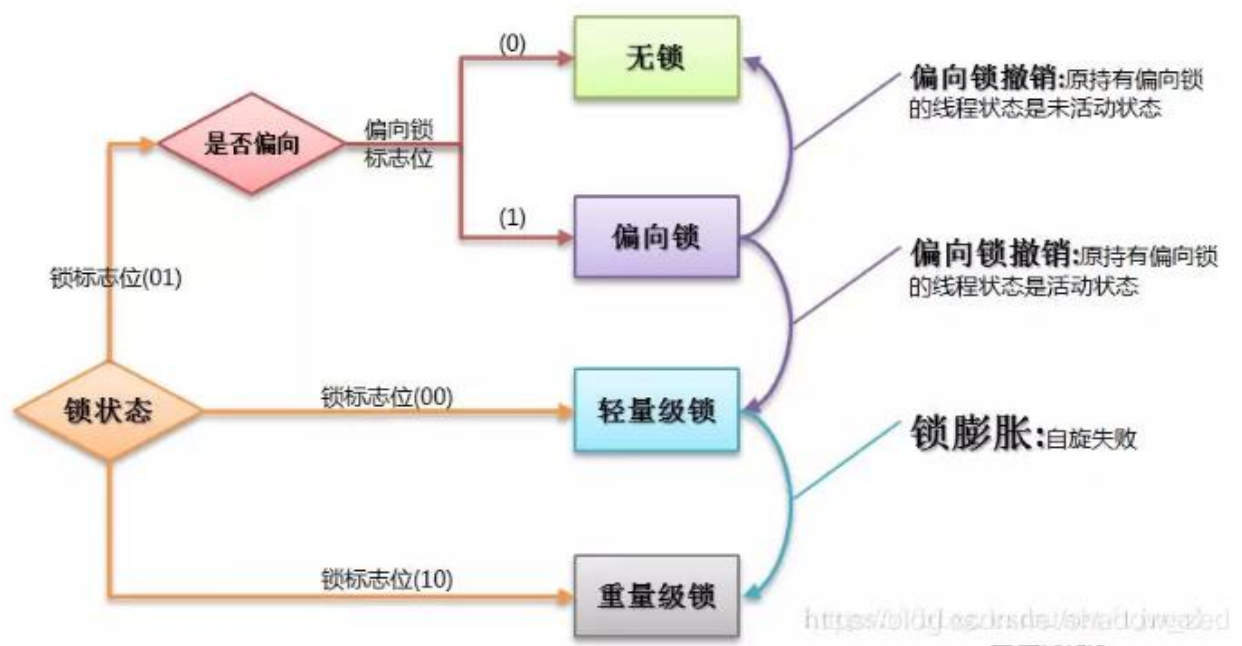 (0)
无锁
偏向锁撤销:原持有偏向锁
的线程状态是未活动状态
是否偏向
偏向锁
标志位
(1)
偏向锁
偏向锁撤销:原持有偏向锁
的线程状态是活动状态
锁标志位(01)
锁状态
锁标志位(00)
轻量级锁
锁膨胀:自旋失败
锁标志位(10)
重量级锁